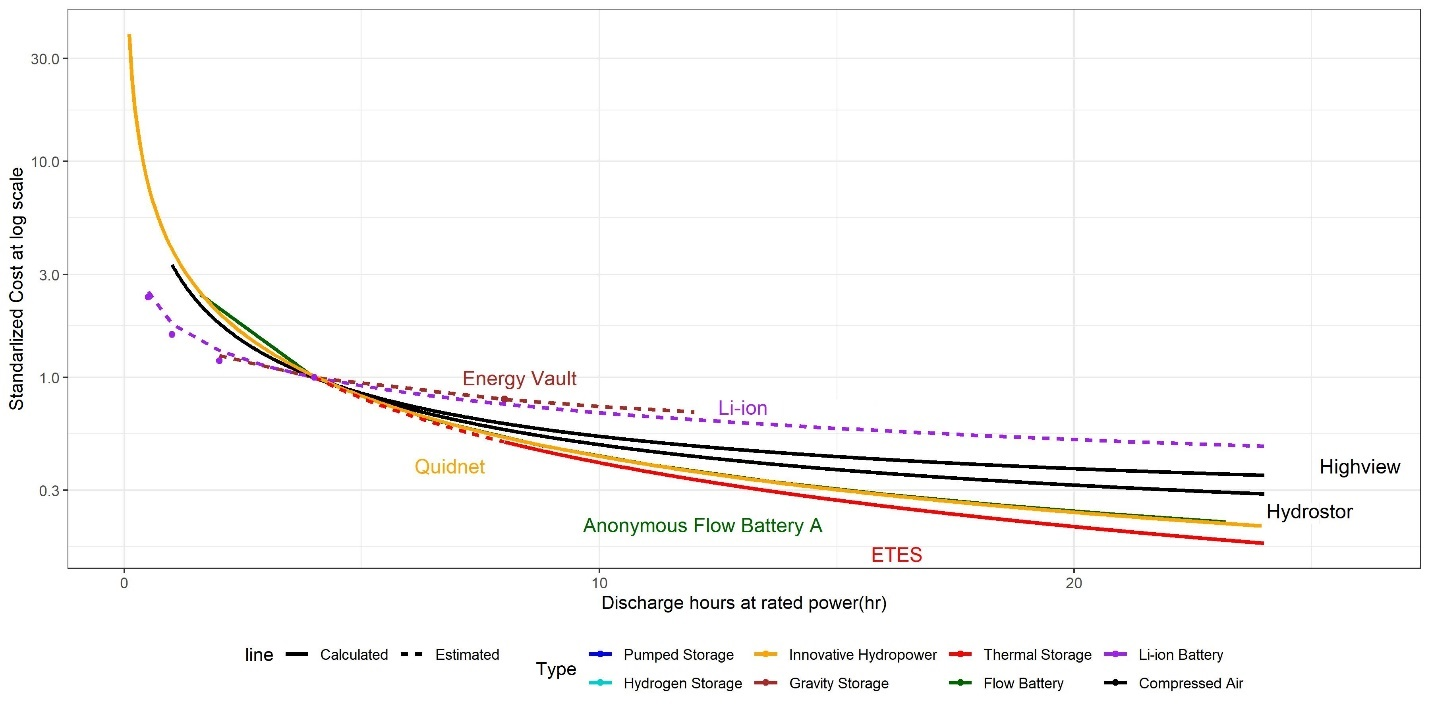 Standarlized Cost at log scale
30.0
10.0
3.0
1.0
0.3
Energy Vault
Li-ion
Quidnet
Highview
Hydrostor
Anonymous Flow Battery A
ETES
0
10
20
Discharge hours at rated power(hr)
line
Calculated
Estimated
Type
Pumped Storage
Innovative Hydropower
Thermal Storage
Li-ion Battery
Hydrogen Storage
Gravity Storage
Flow Battery
Compressed Air